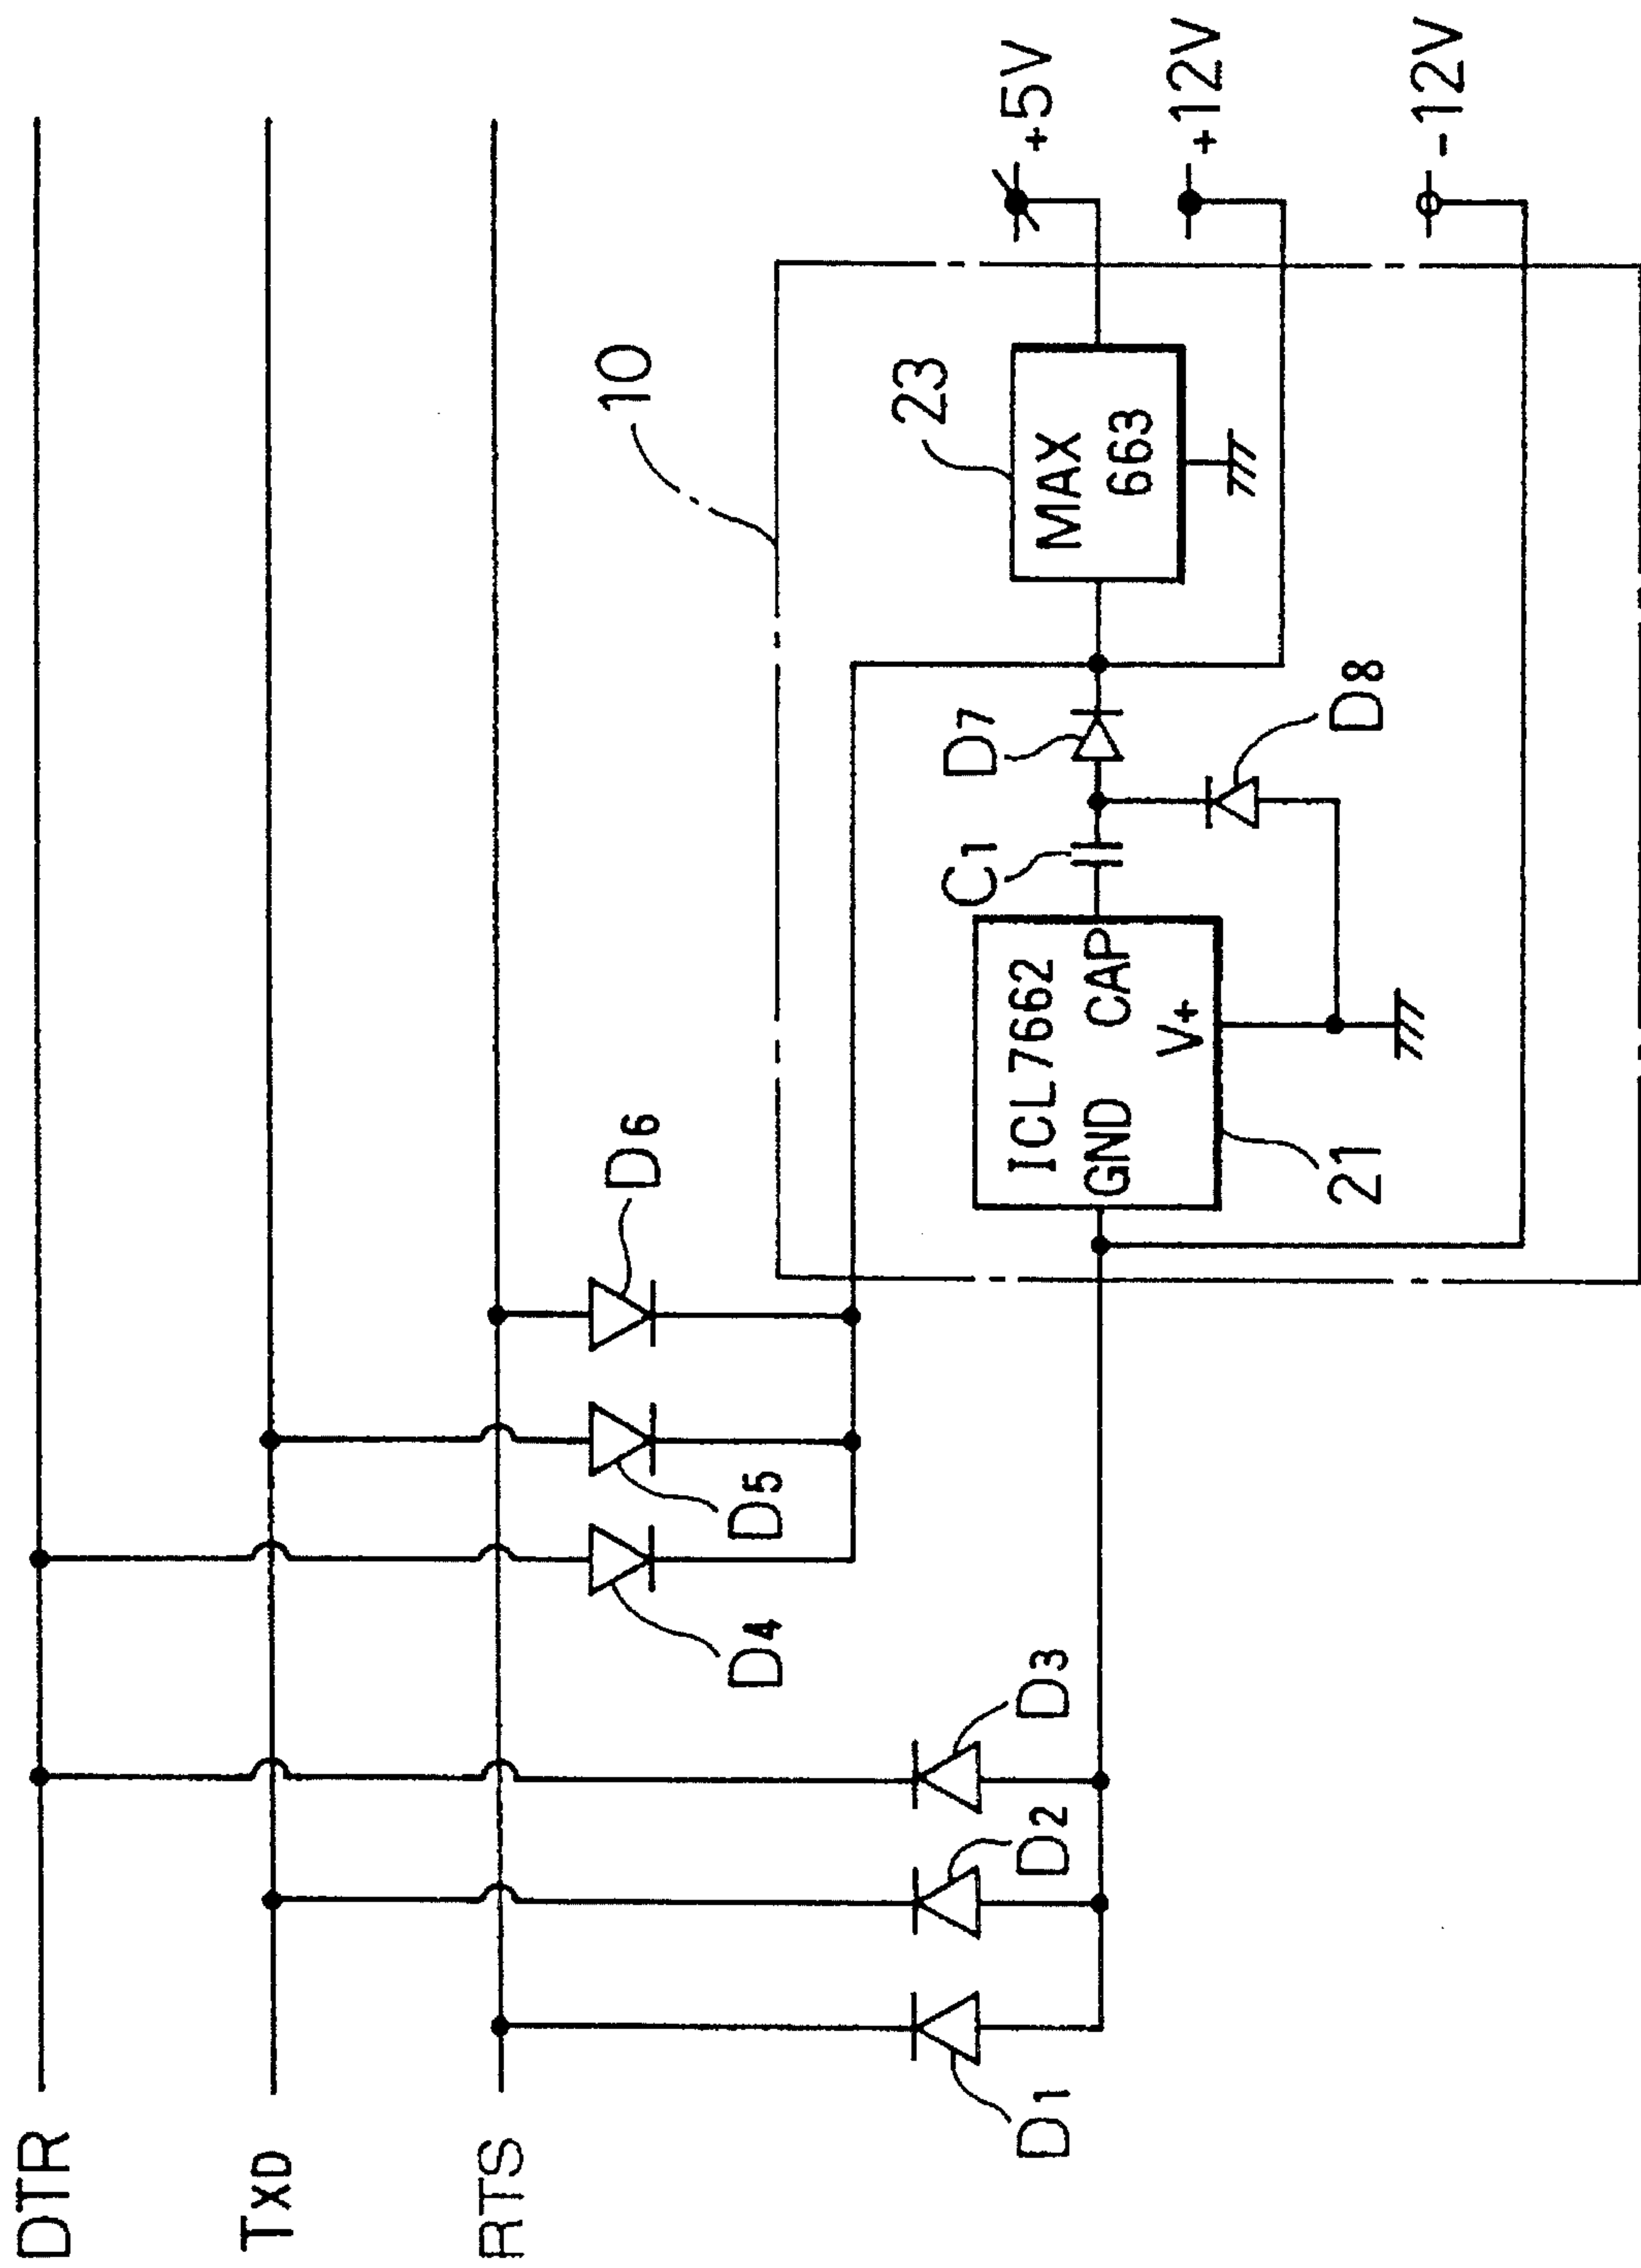 DTR
TXD
RTS
D1
D2
D3
D4
D5
D6
10
ICL7662
GND CAP
V+
21
C1
D7
D8
23
MAX
663
+5V
+12V
-12V